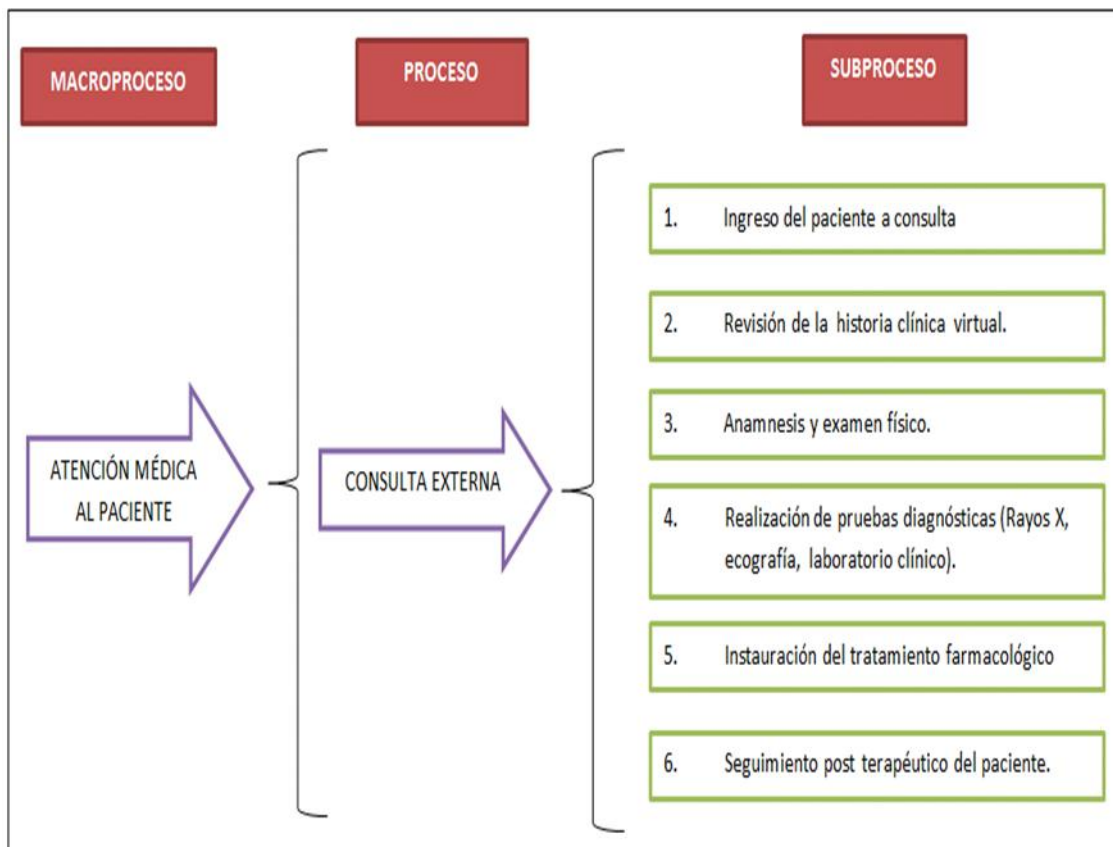 MACROPROCESO
PROCESO
SUBPROCESO
ATENCIÓN MÉDICA
AL PACIENTE
CONSULTA EXTERNA
1. Ingreso del paciente a consulta
2. Revisión de la historia clínica virtual.
3. Anamnesis y examen físico.
4. Realización de pruebas diagnósticas (Rayos X,
ecografía, laboratorio clínico).
5. Instauración del tratamiento farmacológico
6. Seguimiento post terapéutico del paciente.